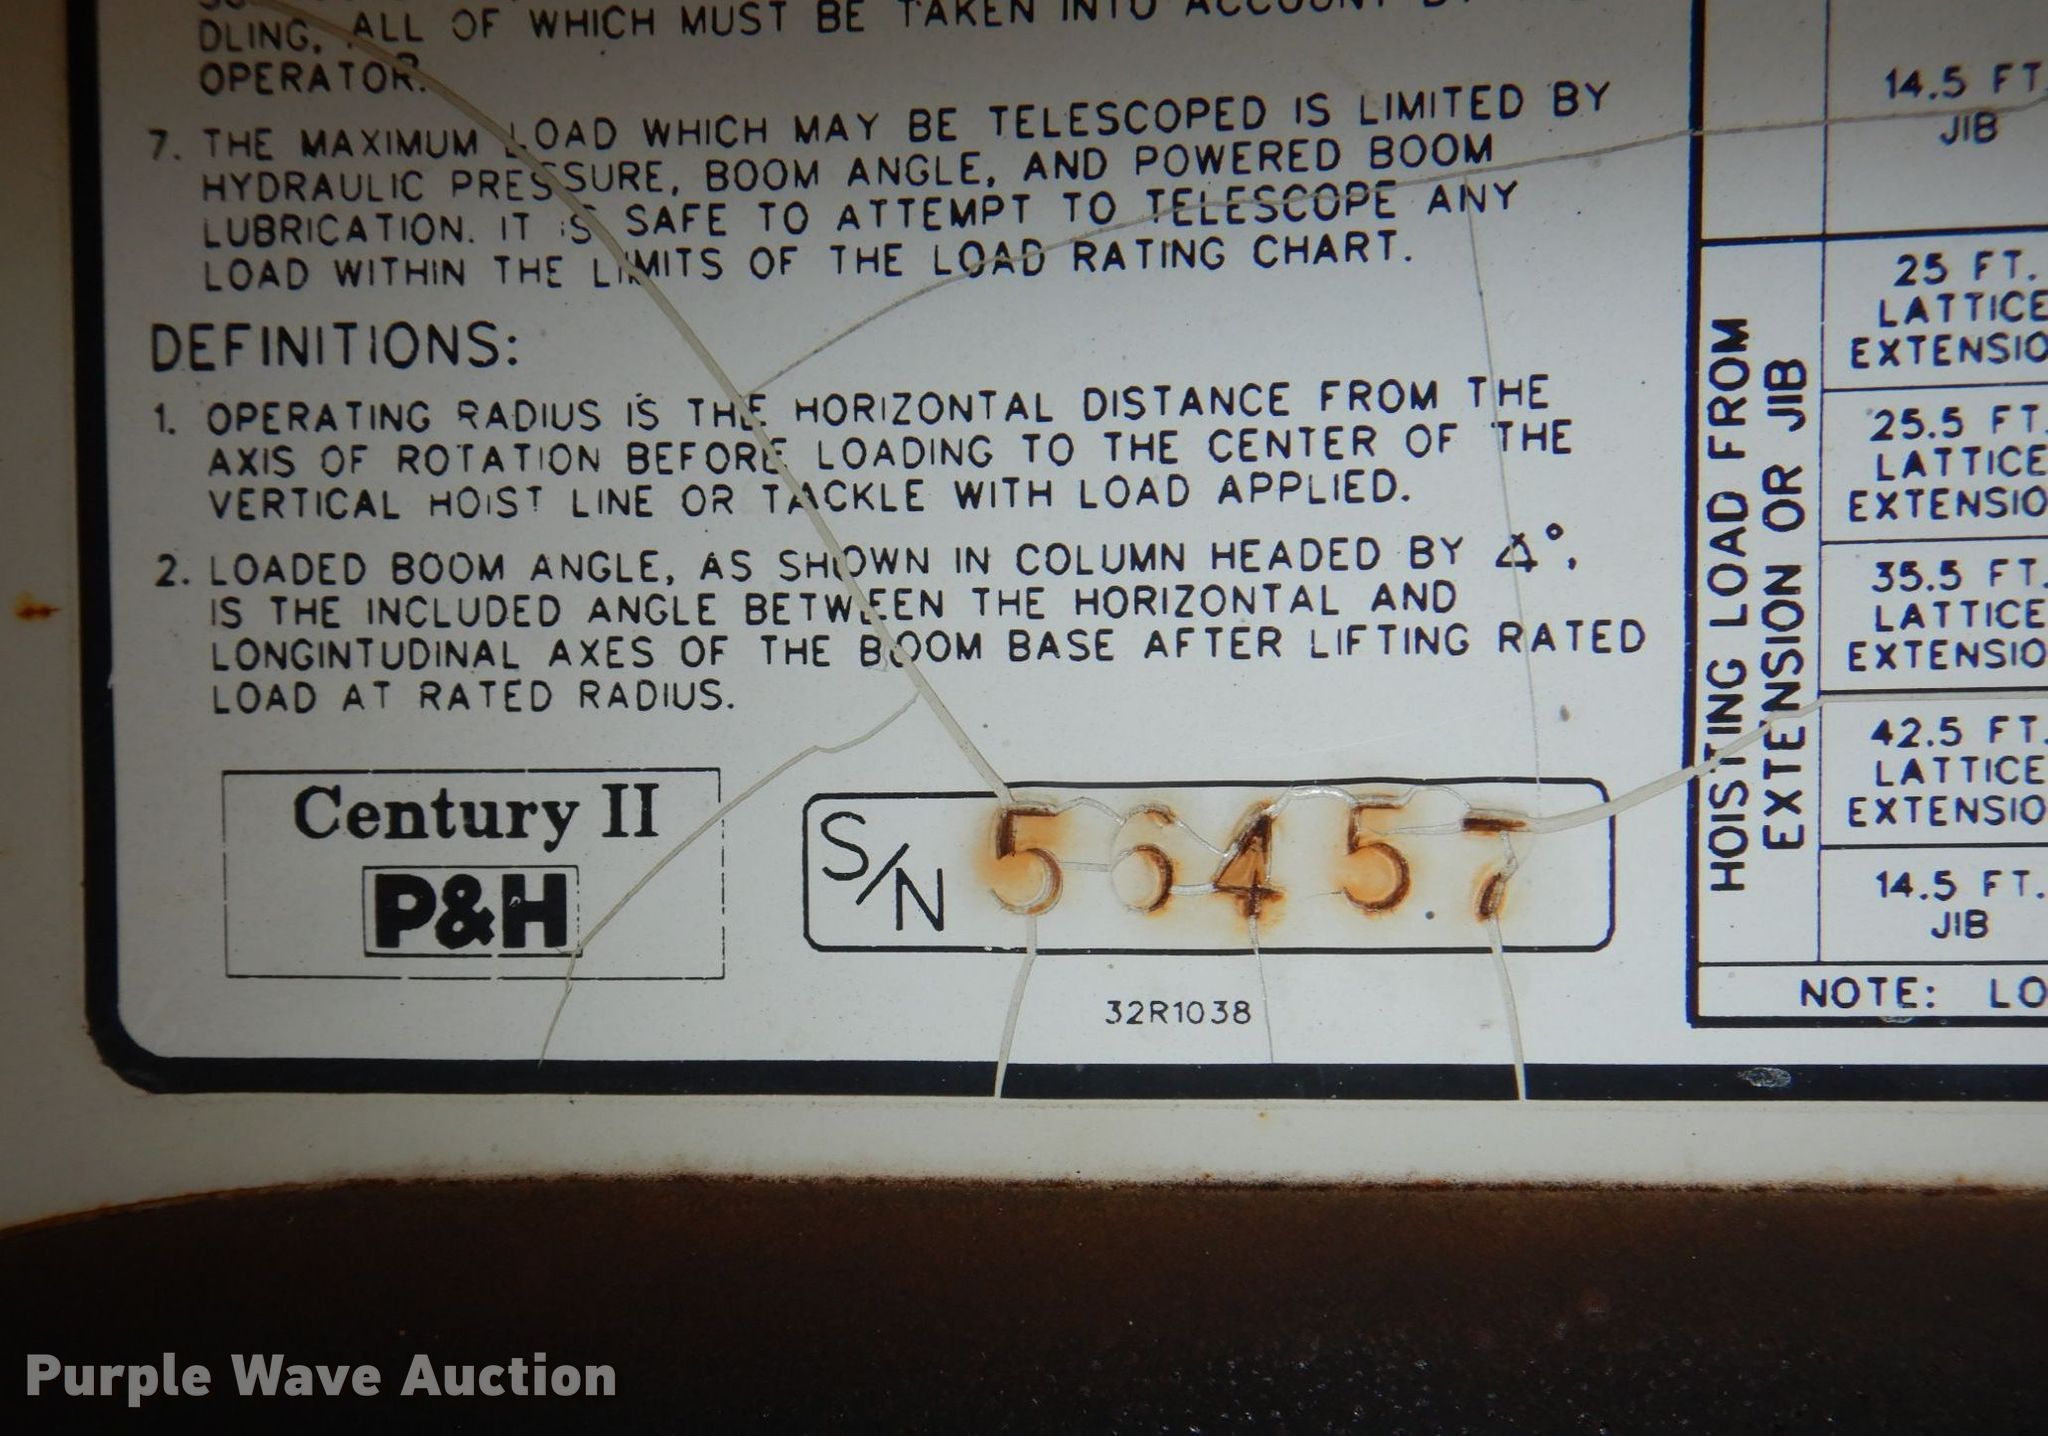 DLING, ALL OF WHICH MUST BE TAKEN INTO ACCOUNT
OPERATOR.
7. THE MAXIMUM LOAD WHICH MAY BE TELESCOPED IS LIMITED BY
HYDRAULIC PRESSURE, BOOM ANGLE, AND POWERED BOOM
LUBRICATION. IT IS SAFE TO ATTEMPT TO TELESCOPE ANY
LOAD WITHIN THE LIMITS OF THE LOAD RATING CHART.
DEFINITIONS:
1. OPERATING RADIUS IS THE HORIZONTAL DISTANCE FROM THE
AXIS OF ROTATION BEFORE LOADING TO THE CENTER OF THE
VERTICAL HOIST LINE OR TACKLE WITH LOAD APPLIED.
2. LOADED BOOM ANGLE, AS SHOWN IN COLUMN HEADED BY ∡°,
IS THE INCLUDED ANGLE BETWEEN THE HORIZONTAL AND
LONGINTUDINAL AXES OF THE BOOM BASE AFTER LIFTING RATED
LOAD AT RATED RADIUS.
Century II
P&H
S/N 56457
32R1038
14.5 FT.
JIB
HOISTING LOAD FROM
EXTENSION OR JIB
25 FT.
LATTICE
EXTENSIO
25.5 FT.
LATTICE
EXTENSIO
35.5 FT.
LATTICE
EXTENSIO
42.5 FT.
LATTICE
EXTENSIO
14.5 FT.
JIB
NOTE: LO
Purple Wave Auction